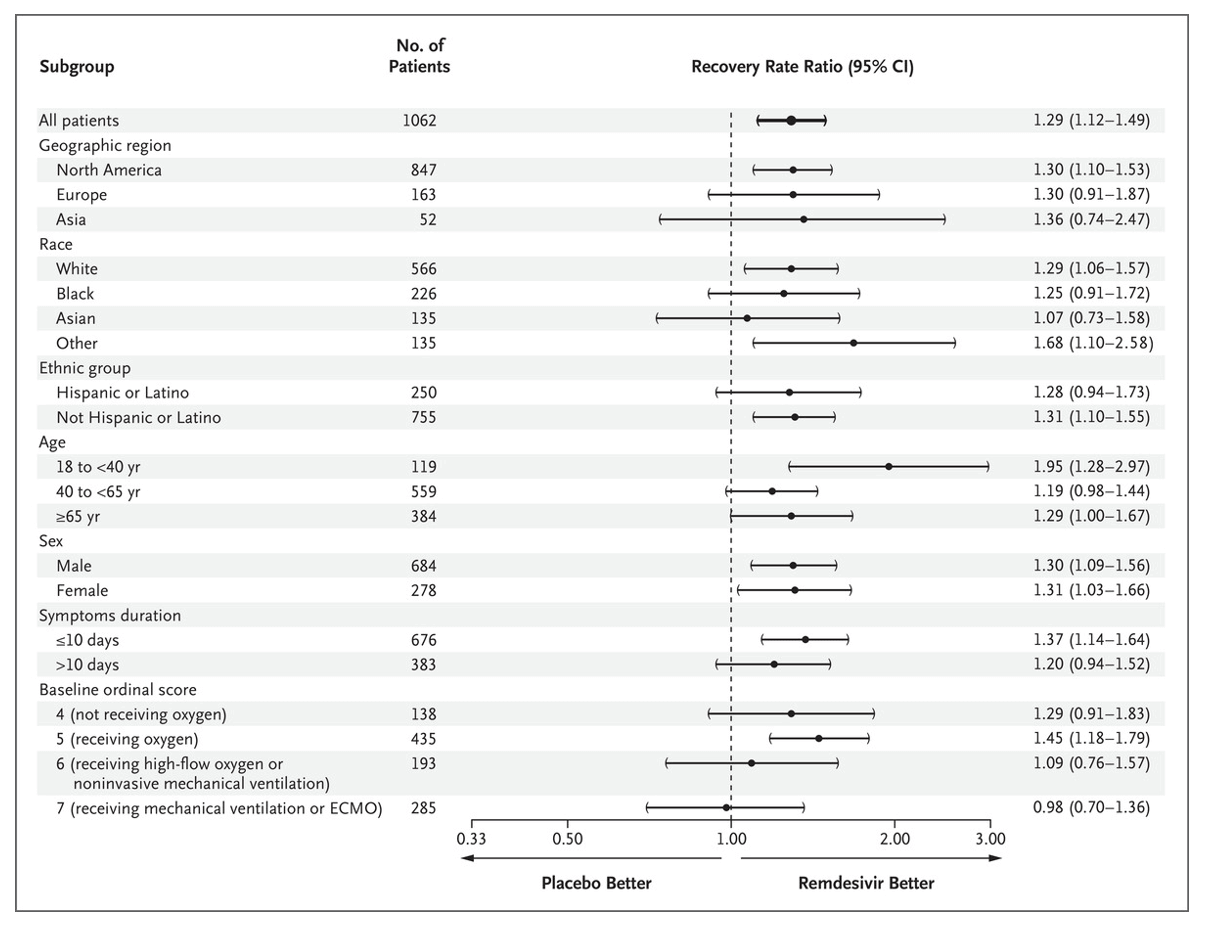 No. of
Subgroup Patients Recovery Rate Ratio (95% CI)
All patients 1062 1.29 (1.12–1.49)
Geographic region
North America 847 1.30 (1.10–1.53)
Europe 163 1.30 (0.91–1.87)
Asia 52 1.36 (0.74–2.47)
Race
White 566 1.29 (1.06–1.57)
Black 226 1.25 (0.91–1.72)
Asian 135 1.07 (0.73–1.58)
Other 135 1.68 (1.10–2.58)
Ethnic group
Hispanic or Latino 250 1.28 (0.94–1.73)
Not Hispanic or Latino 755 1.31 (1.10–1.55)
Age
18 to <40 yr 119 1.95 (1.28–2.97)
40 to <65 yr 559 1.19 (0.98–1.44)
≥65 yr 384 1.29 (1.00–1.67)
Sex
Male 684 1.30 (1.09–1.56)
Female 278 1.31 (1.03–1.66)
Symptoms duration
≤10 days 676 1.37 (1.14–1.64)
>10 days 383 1.20 (0.94–1.52)
Baseline ordinal score
4 (not receiving oxygen) 138 1.29 (0.91–1.83)
5 (receiving oxygen) 435 1.45 (1.18–1.79)
6 (receiving high-flow oxygen or 193 1.09 (0.76–1.57)
noninvasive mechanical ventilation)
7 (receiving mechanical ventilation or ECMO) 285 0.98 (0.70–1.36)
0.33 0.50 1.00 2.00 3.00
Placebo Better Remdesivir Better